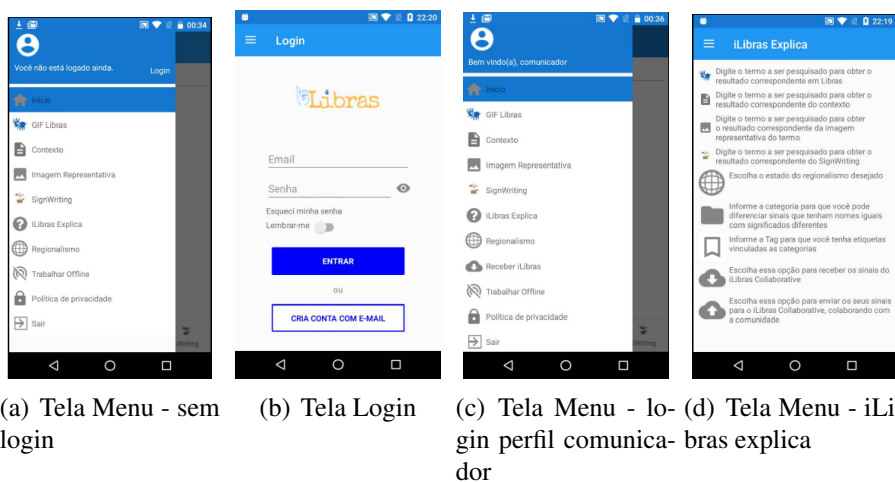 00:34
Você não está logado ainda.
Login
Início
GIF Libras
Contexto
Imagem Representativa
SignWriting
iLibras Explica
Regionalismo
Trabalhar Offline
Política de privacidade
Sair
Writing
22:20
Login
iLibras
Email
Senha
Esqueci minha senha
Lembrar-me
ENTRAR
ou
CRIA CONTA COM E-MAIL
00:36
Bem vindo(a), comunicador
Início
GIF Libras
Contexto
Imagem Representativa
SignWriting
iLibras Explica
Regionalismo
Receber iLibras
Trabalhar Offline
Política de privacidade
Sair
Writing
22:19
iLibras Explica
Digite o termo a ser pesquisado para obter o
resultado correspondente em Libras
Digite o termo a ser pesquisado para obter o
resultado correspondente do contexto
Digite o termo a ser pesquisado para obter
o resultado correspondente da imagem
representativa do termo
Digite o termo a ser pesquisado para obter o
resultado correspondente do SignWriting
Escolha o estado do regionalismo desejado
Informe a categoria para que você pode
diferenciar sinais que tenham nomes iguais
com significados diferentes
Informe a Tag para que você tenha etiquetas
vinculadas as categorias
Escolha essa opção para receber os sinais do
iLibras Collaborative
Escolha essa opção para enviar os seus sinais
para o iLibras Collaborative, colaborando com
a comunidade
(a) Tela Menu - sem
login
(b) Tela Login
(c) Tela Menu - lo-
gin perfil comunica-
dor
(d) Tela Menu - iLi
bras explica